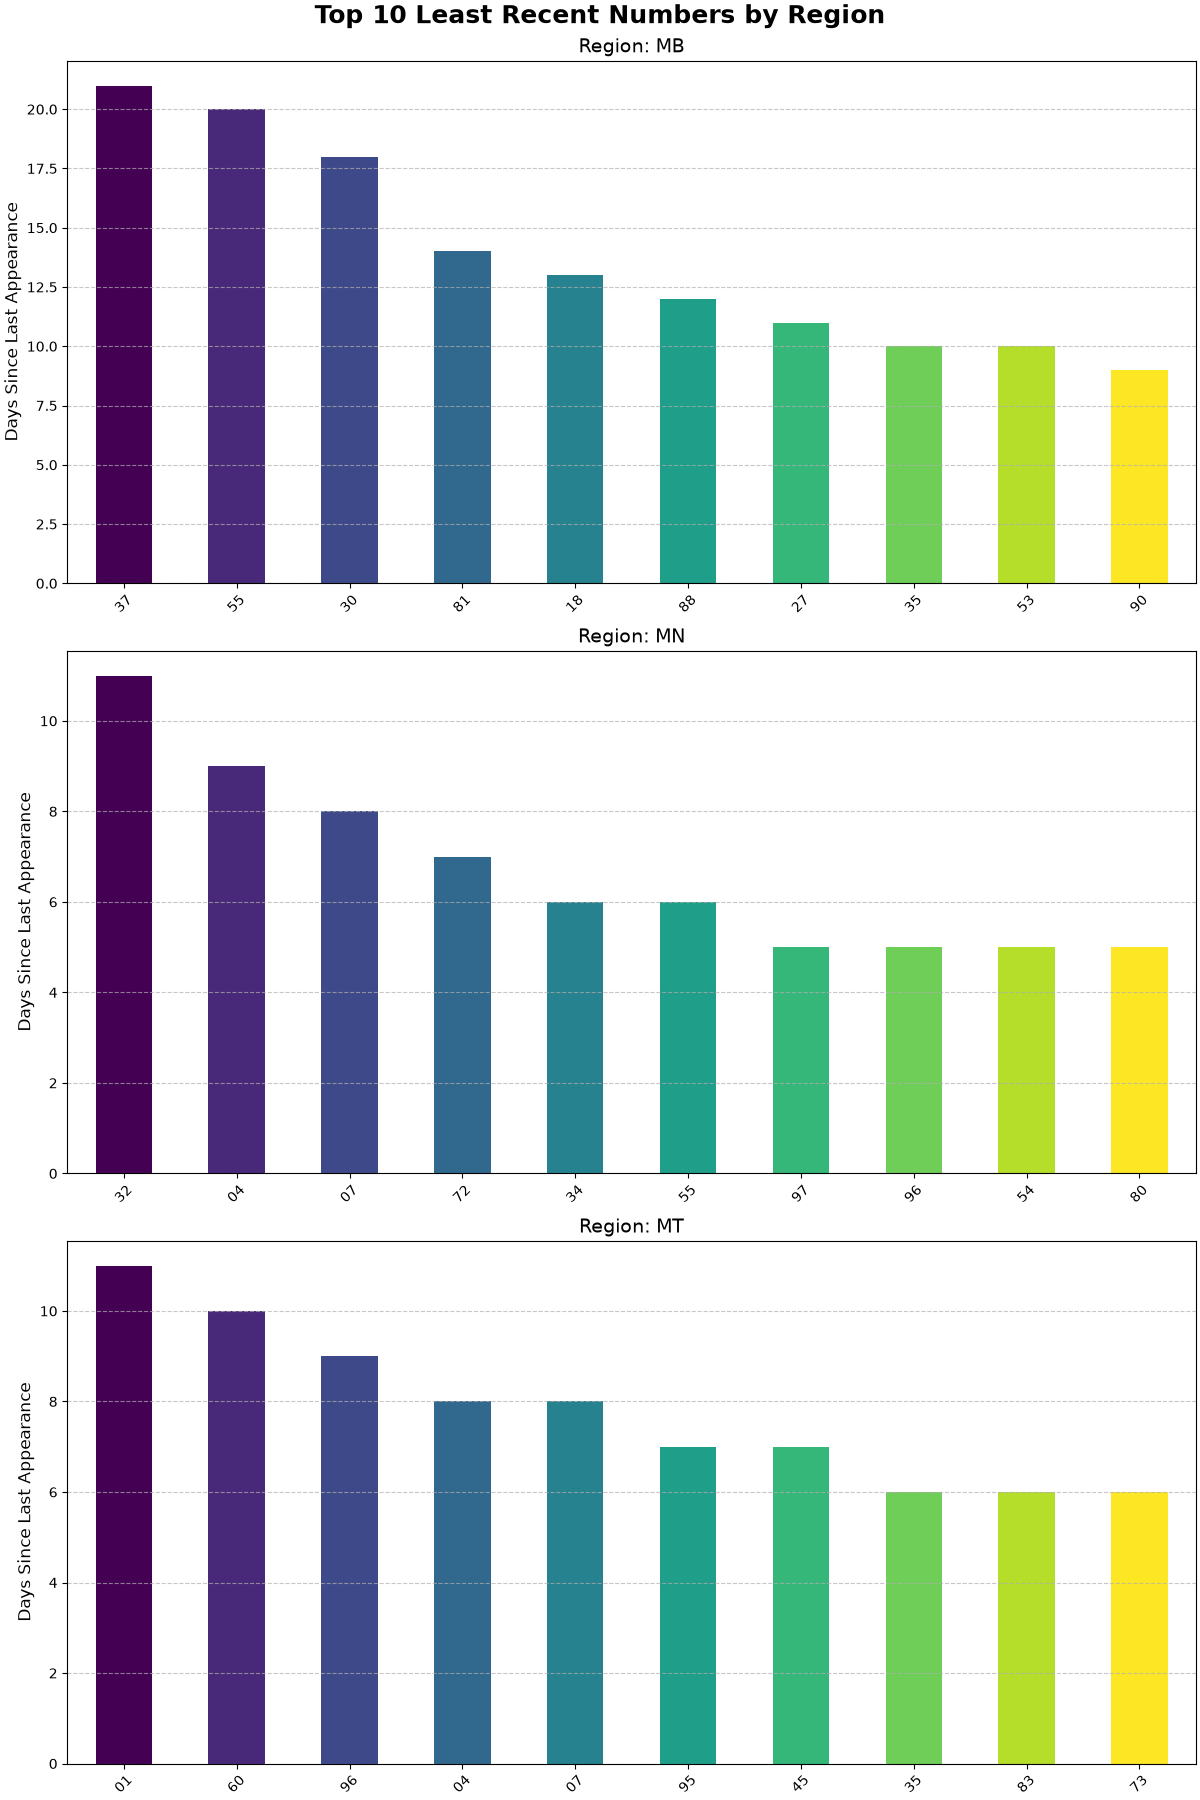 Top 10 Least Recent Numbers by Region
Region: MB
Days Since Last Appearance
20.0
17.5
15.0
12.5
10.0
7.5
5.0
2.5
0.0
37 55 30 81 18 88 27 35 53 90
Region: MN
Days Since Last Appearance
10
8
6
4
2
0
32 04 07 72 34 55 97 96 54 80
Region: MT
Days Since Last Appearance
10
8
6
4
2
0
01 60 96 04 07 95 45 35 83 73